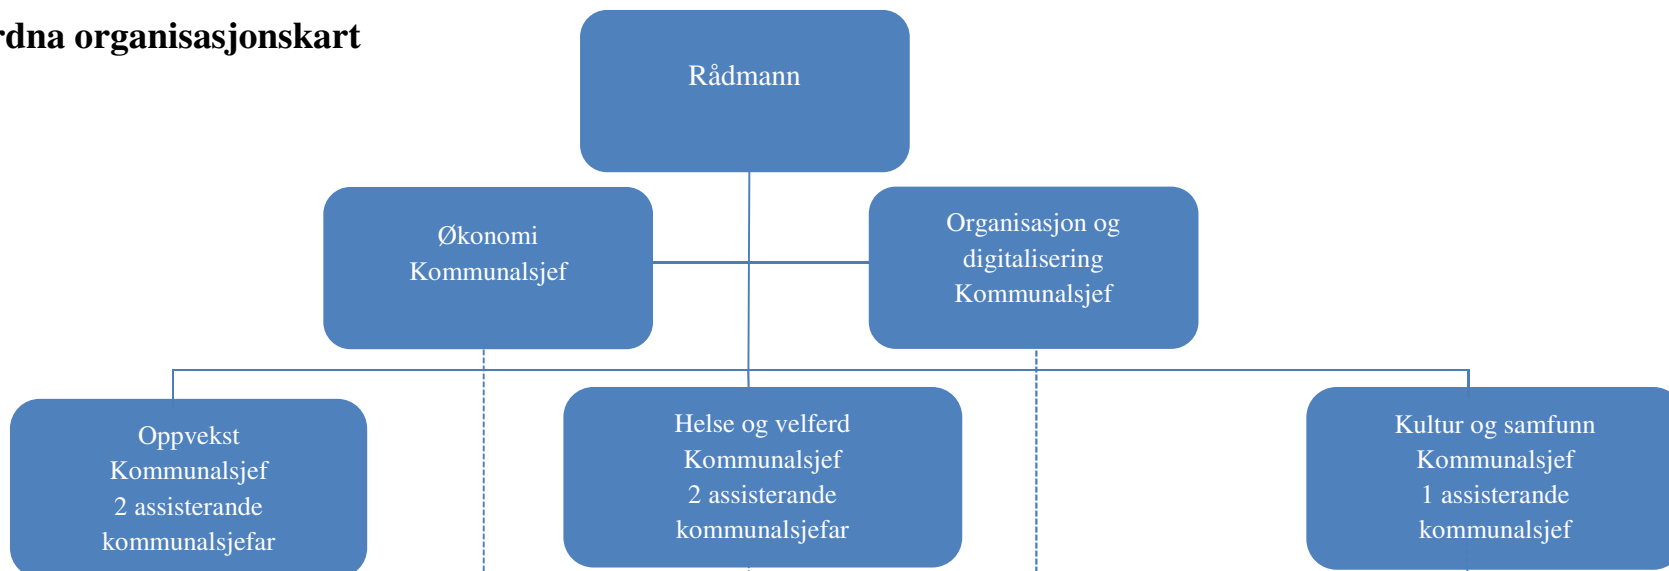 rdna organisasjonskart
Rådmann
Økonomi
Kommunalsjef
Organisasjon og
digitalisering
Kommunalsjef
Oppvekst
Kommunalsjef
2 assisterande
kommunalsjefar
Helse og velferd
Kommunalsjef
2 assisterande
kommunalsjefar
Kultur og samfunn
Kommunalsjef
1 assisterande
kommunalsjef